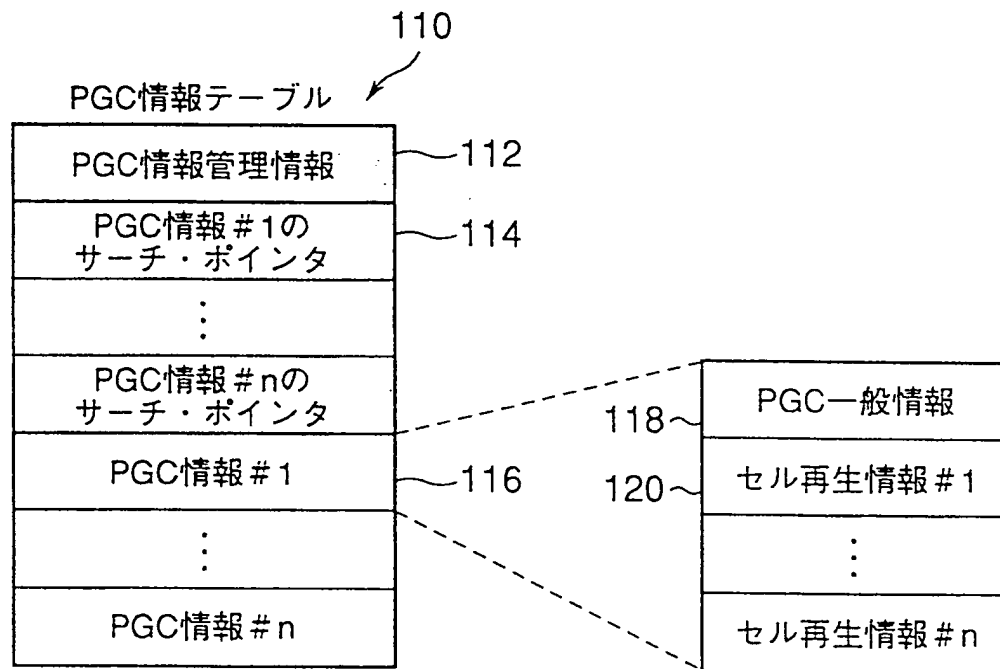 110
PGC情報テーブル
PGC情報管理情報
112
PGC情報#1の
サーチ・ポインタ
114
⋮
PGC情報#nの
サーチ・ポインタ
PGC情報#1
116
⋮
PGC情報#n
PGC一般情報
118
セル再生情報#1
120
⋮
セル再生情報#n